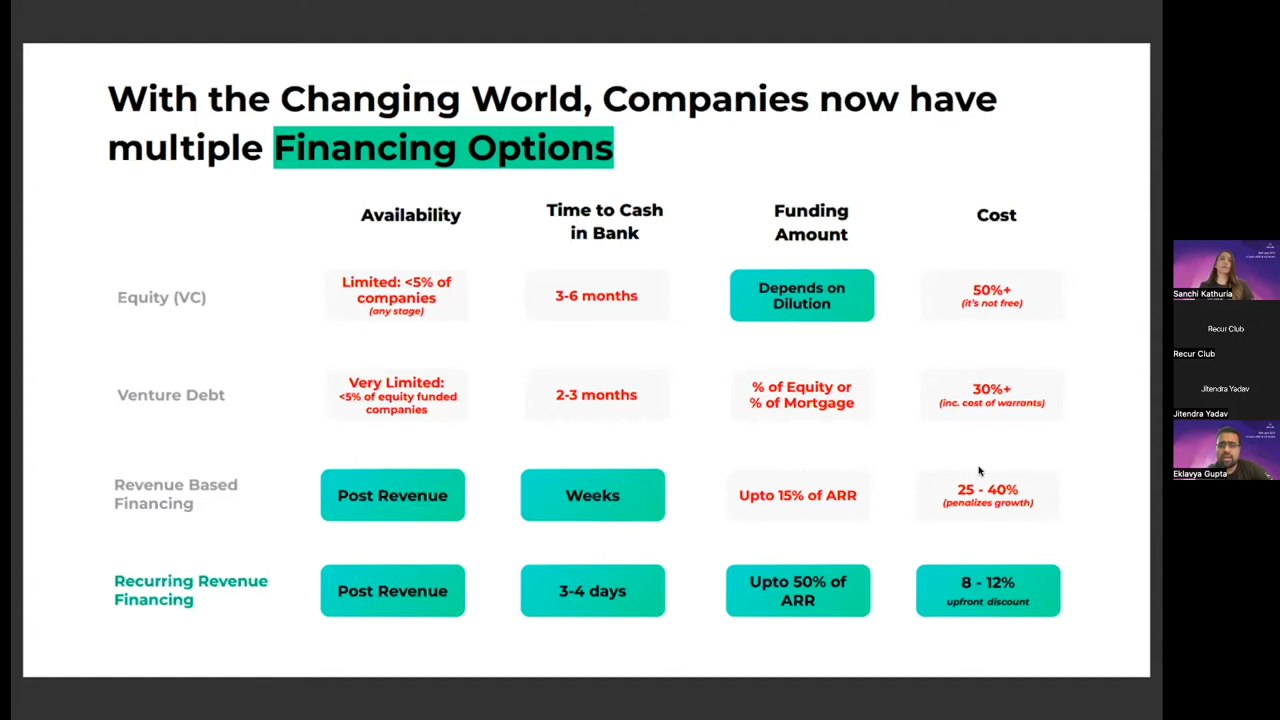 With the Changing World, Companies now have
multiple Financing Options
Availability
Time to Cash
in Bank
Funding
Amount
Cost
Equity (VC)
Limited: <5% of
companies
(any stage)
3-6 months
Depends on
Dilution
50%+
(it's not free)
Venture Debt
Very Limited:
<5% of equity funded
companies
2-3 months
% of Equity or
% of Mortgage
30%+
(inc. cost of warrants)
Revenue Based
Financing
Post Revenue
Weeks
Upto 15% of ARR
25 - 40%
(penalizes growth)
Recurring Revenue
Financing
Post Revenue
3-4 days
Upto 50% of
ARR
8 - 12%
upfront discount
Sanchi Kathuria
Recur Club
Recur Club
Jitendra Yadav
Jitendra Yadav
Eklavya Gupta